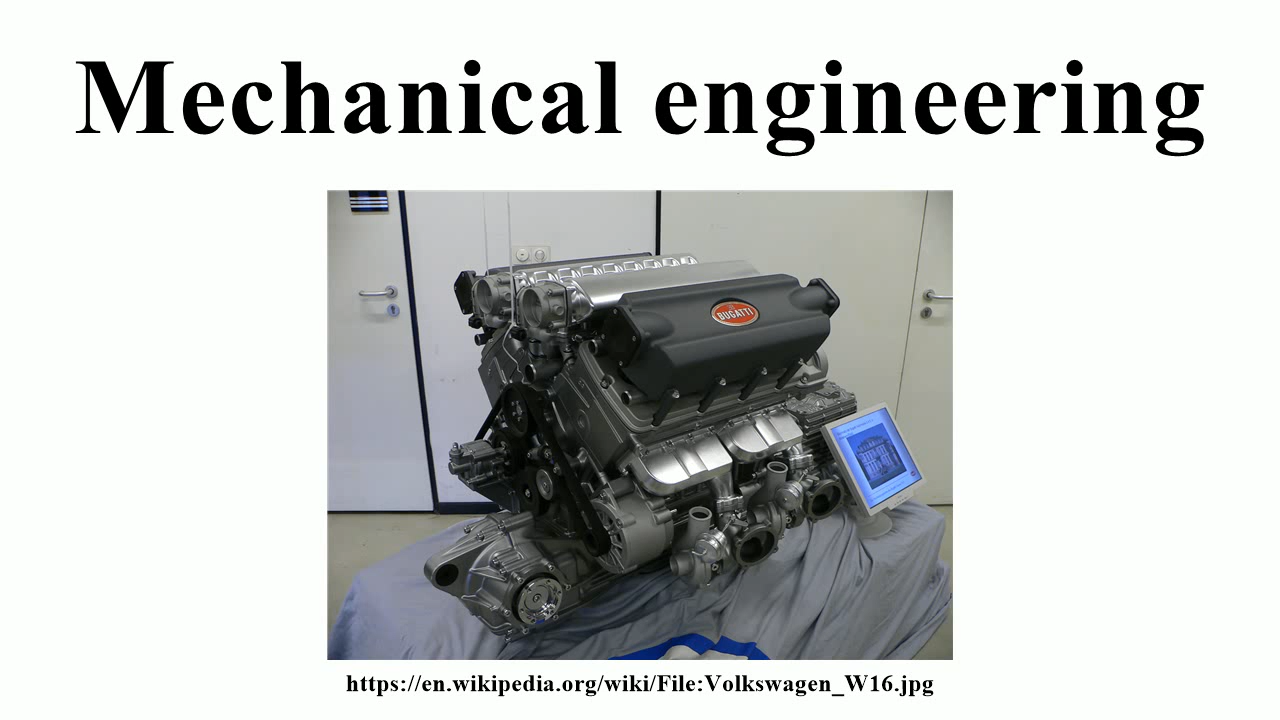 Mechanical engineering
BUGATTI
https://en.wikipedia.org/wiki/File:Volkswagen_W16.jpg